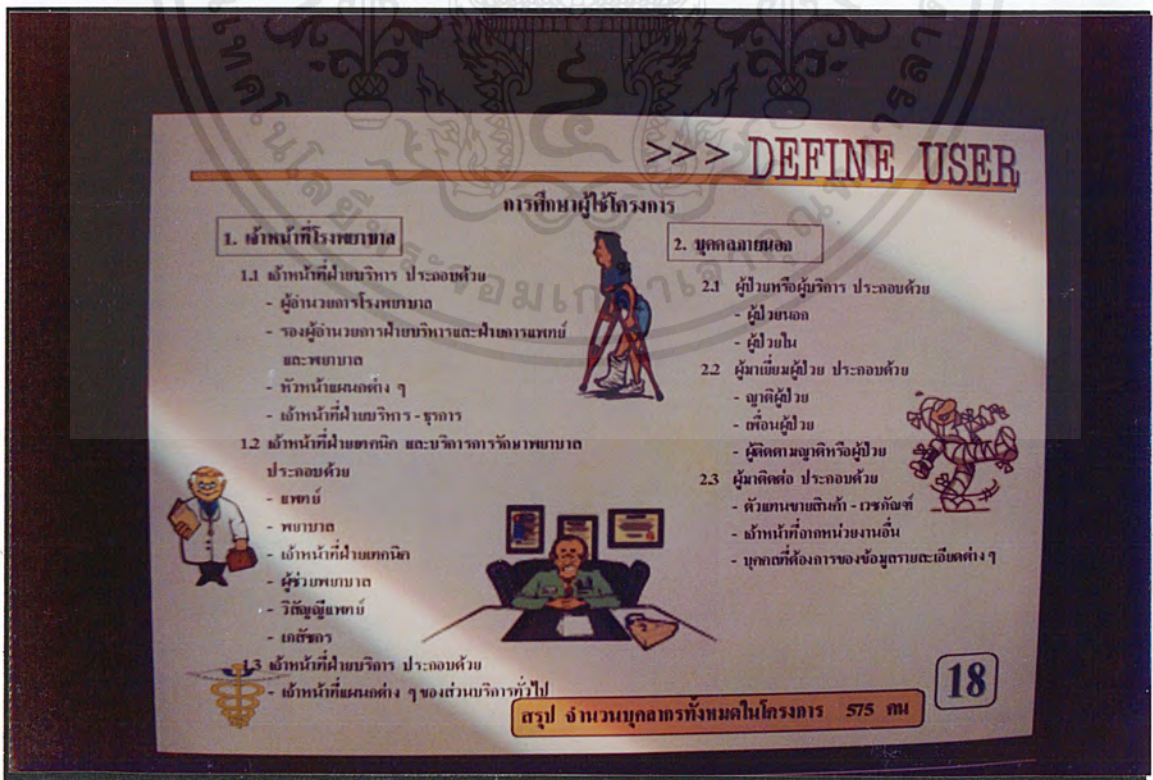 >>> DEFINE USER
การศึกษาผู้ใช้โครงการ
1. เจ้าหน้าที่โรงพยาบาล
1.1 เจ้าหน้าที่ฝ่ายบริหาร ประกอบด้วย
- ผู้อำนวยการโรงพยาบาล
- รองผู้อำนวยการฝ่ายบริหารและฝ่ายการแพทย์
และพยาบาล
- หัวหน้าแผนกต่าง ๆ
- เจ้าหน้าที่ฝ่ายบริหาร - ธุรการ
1.2 เจ้าหน้าที่ฝ่ายเทคนิค และบริการการรักษาพยาบาล
ประกอบด้วย
- แพทย์
- พยาบาล
- เจ้าหน้าที่ฝ่ายเทคนิค
- ผู้ช่วยพยาบาล
- วิสัญญีแพทย์
- เภสัชกร
1.3 เจ้าหน้าที่ฝ่ายบริการ ประกอบด้วย
- เจ้าหน้าที่แผนกต่าง ๆ ของส่วนบริการทั่วไป
2. บุคคลภายนอก
2.1 ผู้ป่วยหรือผู้บริการ ประกอบด้วย
- ผู้ป่วยนอก
- ผู้ป่วยใน
2.2 ผู้มาเยี่ยมผู้ป่วย ประกอบด้วย
- ญาติผู้ป่วย
- เพื่อนผู้ป่วย
- ผู้ติดตามญาติหรือผู้ป่วย
2.3 ผู้มาติดต่อ ประกอบด้วย
- ตัวแทนขายสินค้า - เวชภัณฑ์
- เจ้าหน้าที่จากหน่วยงานอื่น
- บุคคลที่ต้องการของข้อมูลรายละเอียดต่าง ๆ
18
สรุป จำนวนบุคลากรทั้งหมดในโครงการ 575 คน